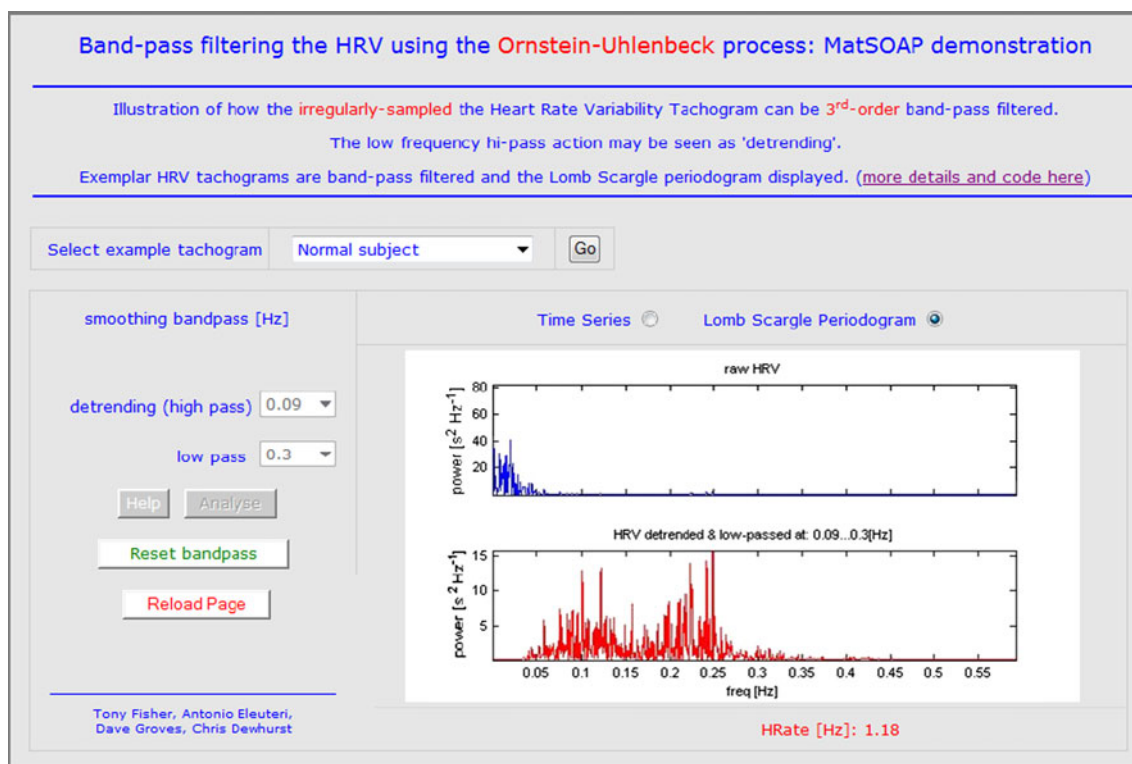 Band-pass filtering the HRV using the Ornstein-Uhlenbeck process: MatSOAP demonstration
Illustration of how the irregularly-sampled the Heart Rate Variability Tachogram can be 3rd-order band-pass filtered.
The low frequency hi-pass action may be seen as 'detrending'.
Exemplar HRV tachograms are band-pass filtered and the Lomb Scargle periodogram displayed. (more details and code here)
Select example tachogram Normal subject Go
smoothing bandpass [Hz]
detrending (high pass) 0.09
low pass 0.3
Help Analyse
Reset bandpass
Reload Page
Tony Fisher, Antonio Eleuteri,
Dave Groves, Chris Dewhurst
Time Series Lomb Scargle Periodogram
raw HRV
power [s2 Hz-1]
80
60
40
20
HRV detrended & low-passed at: 0.09...0.3[Hz]
power [s2 Hz-1]
15
10
5
0.05 0.1 0.15 0.2 0.25 0.3 0.35 0.4 0.45 0.5 0.55
freq [Hz]
HRate [Hz]: 1.18